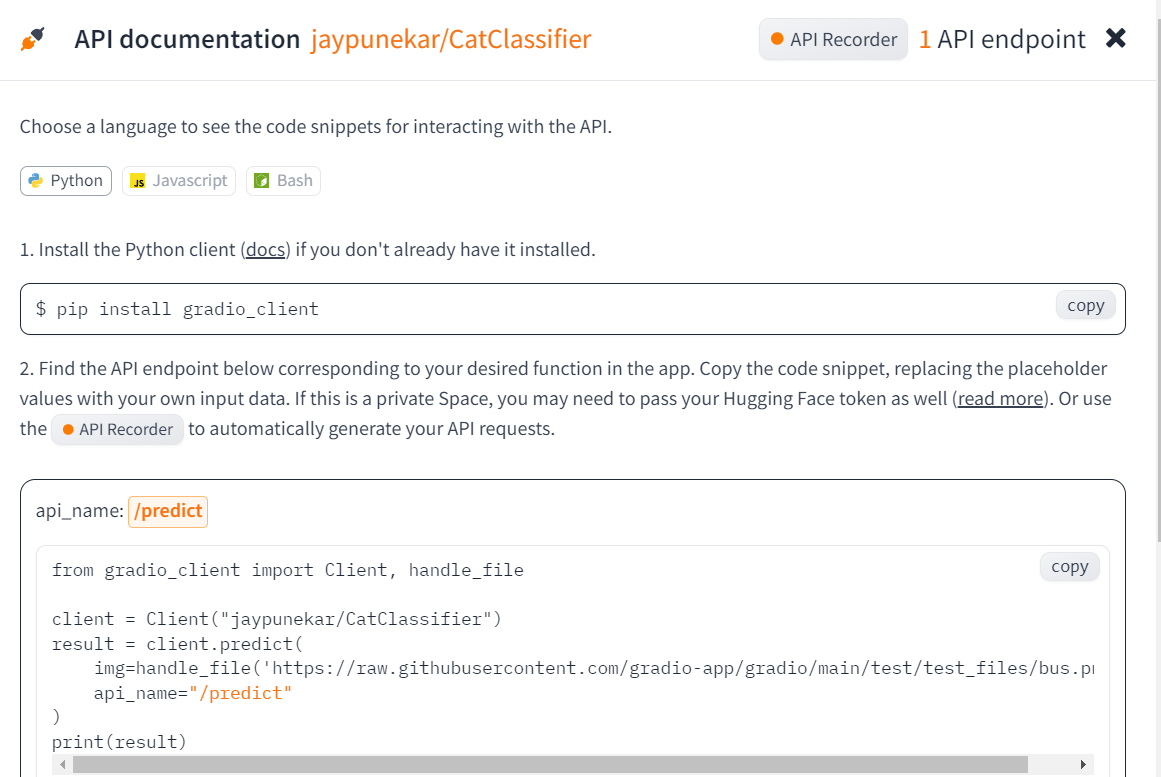 API documentation jaypunekar/CatClassifier API Recorder 1 API endpoint
Choose a language to see the code snippets for interacting with the API.
Python JS Javascript Bash
1. Install the Python client (docs) if you don't already have it installed.
$ pip install gradio_client copy
2. Find the API endpoint below corresponding to your desired function in the app. Copy the code snippet, replacing the placeholder
values with your own input data. If this is a private Space, you may need to pass your Hugging Face token as well (read more). Or use
the API Recorder to automatically generate your API requests.
api_name: /predict
from gradio_client import Client, handle_file copy
client = Client("jaypunekar/CatClassifier")
result = client.predict(
img=handle_file('https://raw.githubusercontent.com/gradio-app/gradio/main/test/test_files/bus.p
api_name="/predict"
)
print(result)